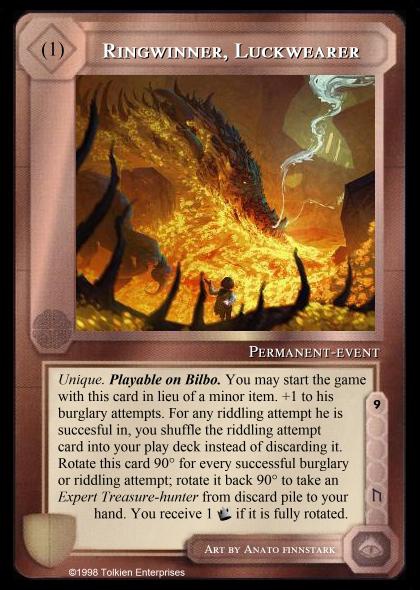 (1)
RINGWINNER, LUCKWEARER
PERMANENT-EVENT
Unique. Playable on Bilbo. You may start the game
with this card in lieu of a minor item. +1 to his
burglary attempts. For any riddling attempt he is
succesful in, you shuffle the riddling attempt
card into your play deck instead of discarding it.
Rotate this card 90° for every successful burglary
or riddling attempt; rotate it back 90° to take an
Expert Treasure-hunter from discard pile to your
hand. You receive 1 if it is fully rotated.
9
ᚢ
ART BY ANATO FINNSTARK
©1998 Tolkien Enterprises